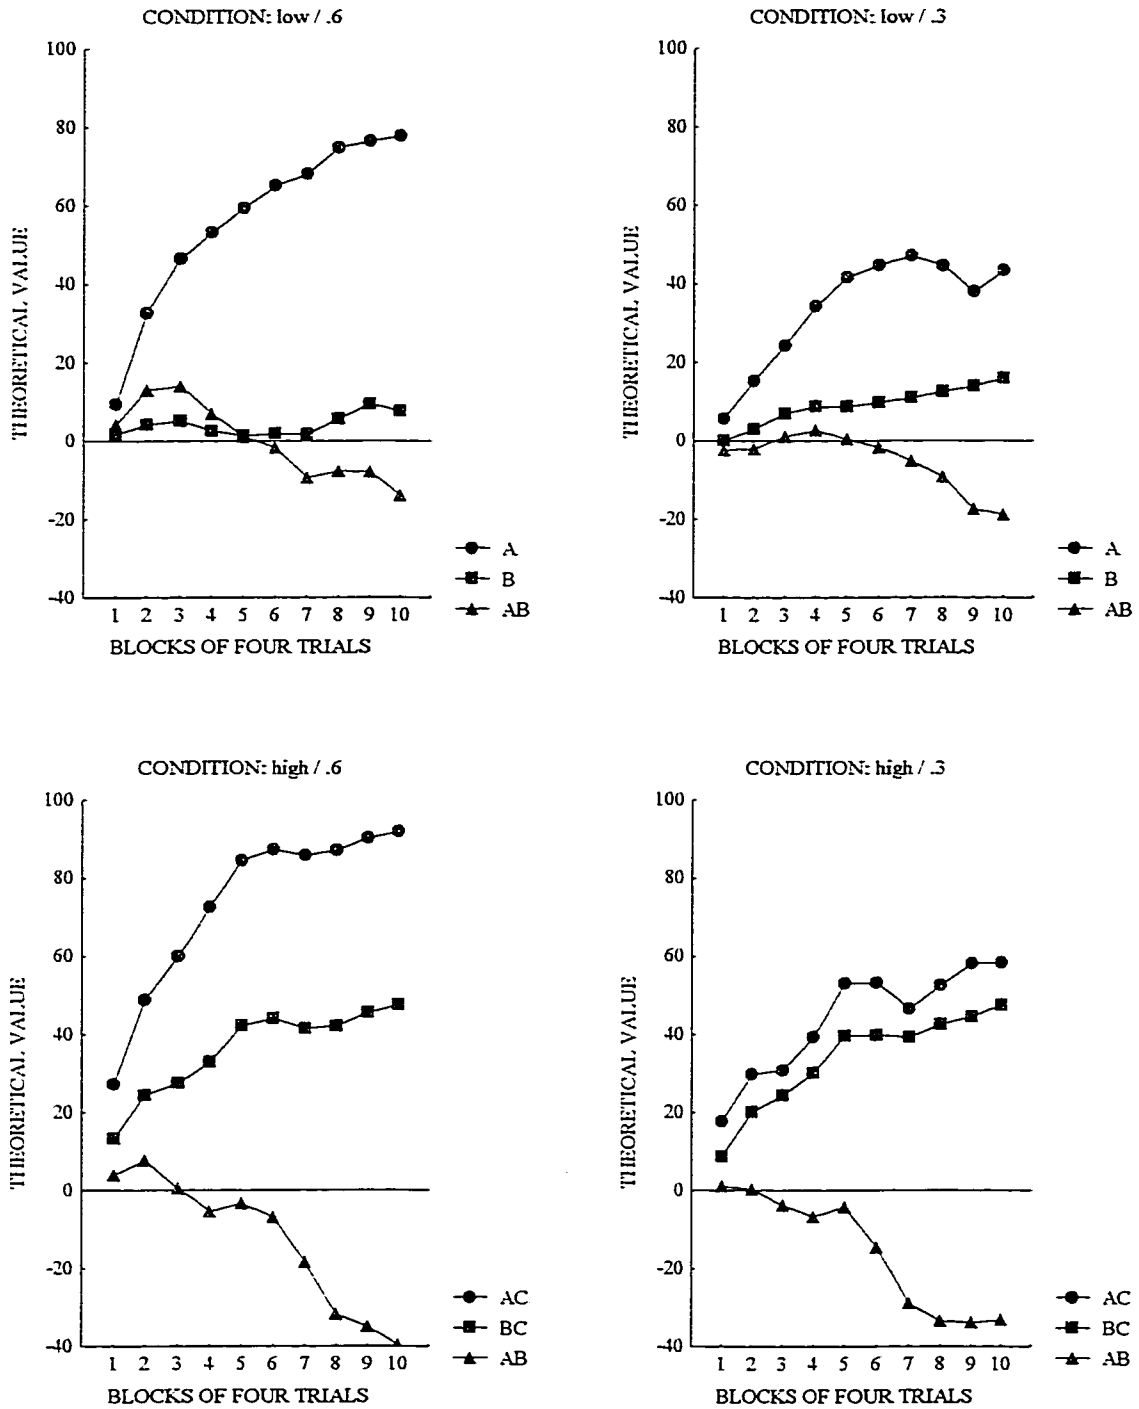 CONDITION: low / .6
100
80
60
40
20
0
-20
-40
THEORETICAL VALUE
1 2 3 4 5 6 7 8 9 10
BLOCKS OF FOUR TRIALS
A
B
AB
CONDITION: low / .3
100
80
60
40
20
0
-20
-40
THEORETICAL VALUE
1 2 3 4 5 6 7 8 9 10
BLOCKS OF FOUR TRIALS
A
B
AB
CONDITION: high / .6
100
80
60
40
20
0
-20
-40
THEORETICAL VALUE
1 2 3 4 5 6 7 8 9 10
BLOCKS OF FOUR TRIALS
AC
BC
AB
CONDITION: high / .3
100
80
60
40
20
0
-20
-40
THEORETICAL VALUE
1 2 3 4 5 6 7 8 9 10
BLOCKS OF FOUR TRIALS
AC
BC
AB